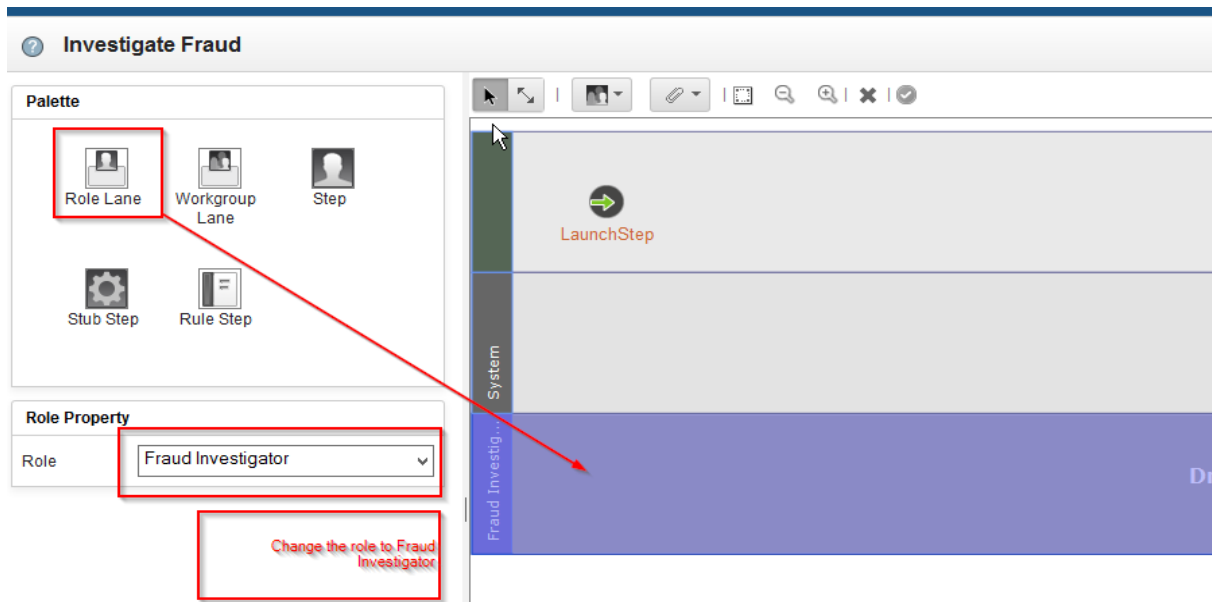 Investigate Fraud
Palette
Role Lane
Workgroup
Lane
Step
Stub Step
Rule Step
Role Property
Role
Fraud Investigator
Change the role to Fraud
Investigator
LaunchStep
System
Fraud Investig...
Dr